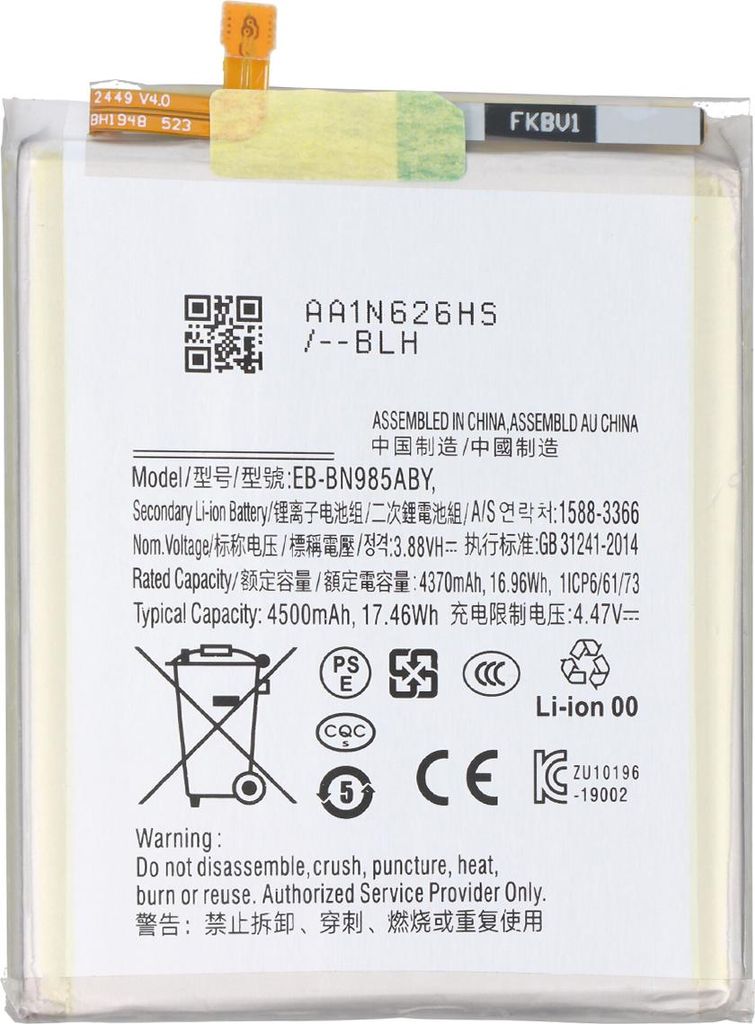 2449 V4.0
BH194B 523
FKBV1
AA1N626HS
/--BLH
ASSEMBLED IN CHINA,ASSEMBLD AU CHINA
中国制造/中國制造
Model/型号/型號:EB-BN985ABY,
Secondary Li-ion Battery/锂离子电池组/二次鋰電池組/A/S 연락처:1588-3366
Nom.Voltage/标称电压/標稱電壓/정격:3.88VH⎓ 执行标准:GB 31241-2014
Rated Capacity/额定容量/額定電容量:4370mAh, 16.96Wh, 1ICP6/61/73
Typical Capacity: 4500mAh, 17.46Wh 充电限制电压:4.47V⎓
PS
E
CCC
Li-ion 00
CQC
S
5
CE
KC
ZU10196
-19002
Warning :
Do not disassemble,crush, puncture, heat,
burn or reuse. Authorized Service Provider Only.
警告：禁止拆卸、穿刺、燃烧或重复使用